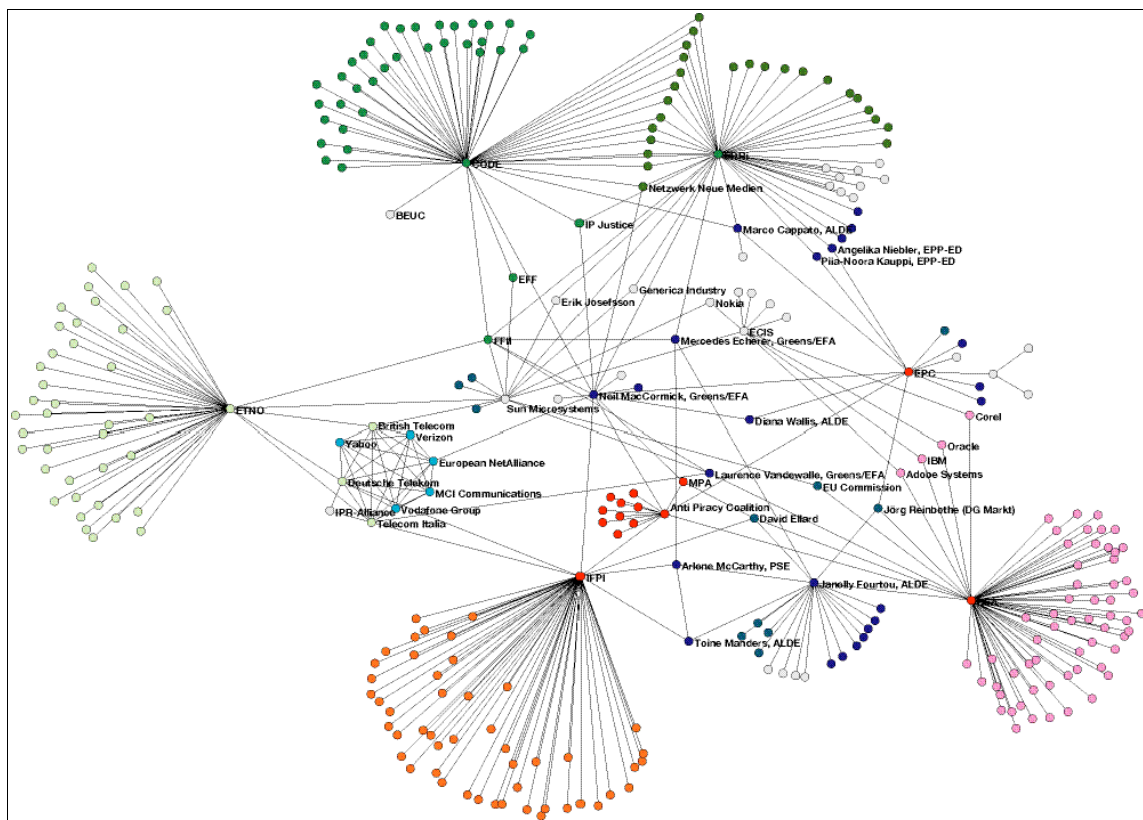 CODE
Netzwerk Neue Medien
BEUC
IP Justice
Marco Cappato, ALDE
Angelika Niebler, EPP-ED
Piia-Noora Kauppi, EPP-ED
EFF
Generica Industry
Erik Josefsson
Nokia
ECIS
FFII
Mercedes Echerer, Greens/EFA
EPC
Neil MacCormick, Greens/EFA
Sun Microsystems
ETNO
Corel
Diana Wallis, ALDE
British Telecom
Verizon
Yahoo
Oracle
IBM
European NetAlliance
Laurence Vandewalle, Greens/EFA
Adobe Systems
MPA
EU Commission
Deutsche Telekom
MCI Communications
Vodafone Group
IPR-Alliance
Telecom Italia
Anti Piracy Coalition
David Ellard
Jörg Reinbothe (DG Markt)
Arlene McCarthy, PSE
IFPI
Janelly Fourtou, ALDE
Toine Manders, ALDE